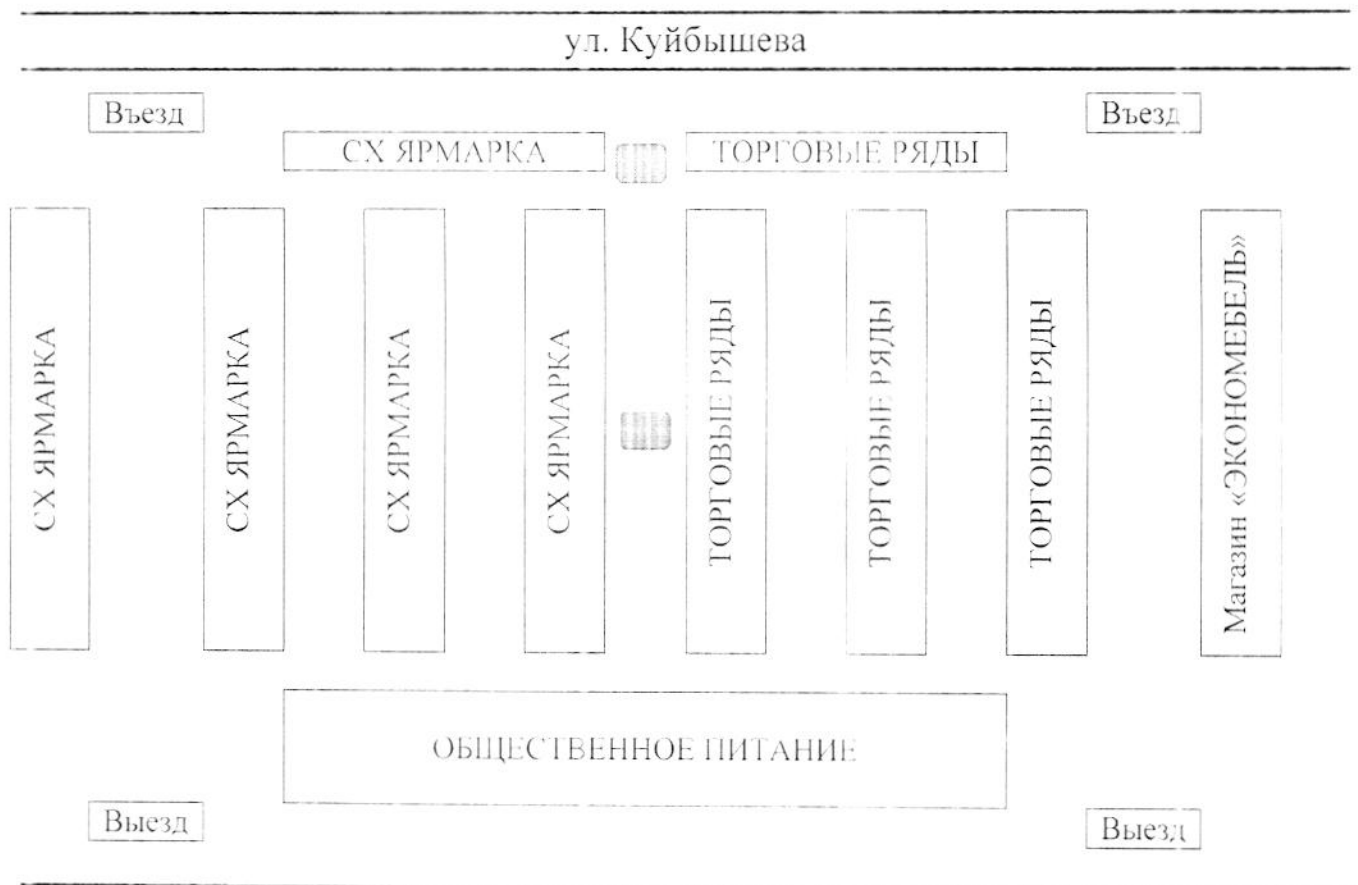 ул. Куйбышева
Въезд
Въезд
СХ ЯРМАРКА
ТОРГОВЫЕ РЯДЫ
СХ ЯРМАРКА
СХ ЯРМАРКА
СХ ЯРМАРКА
СХ ЯРМАРКА
ТОРГОВЫЕ РЯДЫ
ТОРГОВЫЕ РЯДЫ
ТОРГОВЫЕ РЯДЫ
Магазин «ЭКОНОМЕБЕЛЬ»
ОБЩЕСТВЕННОЕ ПИТАНИЕ
Выезд
Выезд